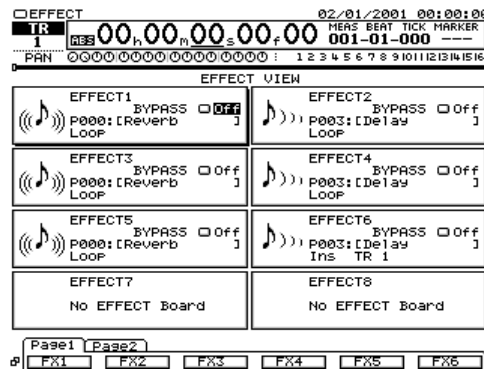 EFFECT 02/01/2001 00:00:00
TR 1 ABS 00h00m00s00f00 MEAS BEAT TICK MARKER
001-01-000 ---
PAN 1 2 3 4 5 6 7 8 9 10 11 12 13 14 15 16
EFFECT VIEW
EFFECT1
BYPASS Off
P000:[Reverb ]
Loop
EFFECT2
BYPASS Off
P003:[Delay ]
Loop
EFFECT3
BYPASS Off
P000:[Reverb ]
Loop
EFFECT4
BYPASS Off
P003:[Delay ]
Loop
EFFECT5
BYPASS Off
P000:[Reverb ]
Loop
EFFECT6
BYPASS Off
P003:[Delay ]
Ins TR 1
EFFECT7
No EFFECT Board
EFFECT8
No EFFECT Board
Page1 Page2
FX1 FX2 FX3 FX4 FX5 FX6